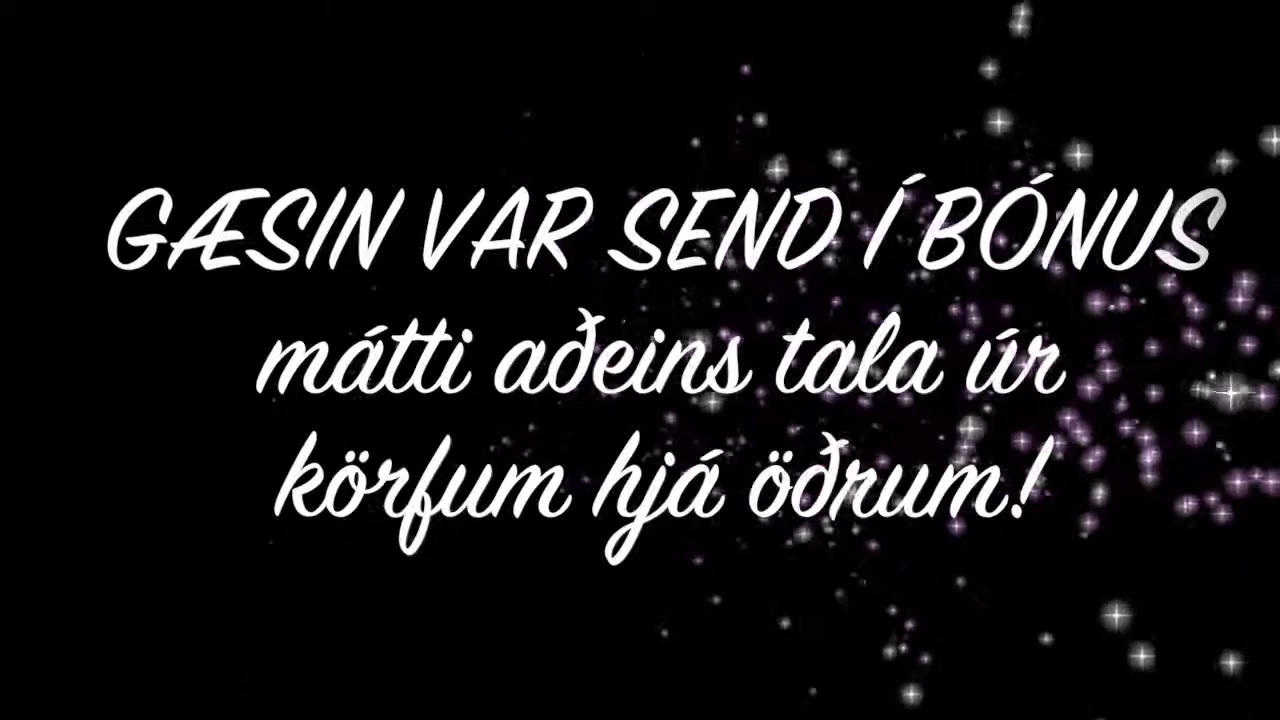 GÆSIN VAR SEND Í BÓNUS
mátti aðeins tala úr
körfum hjá öðrum!